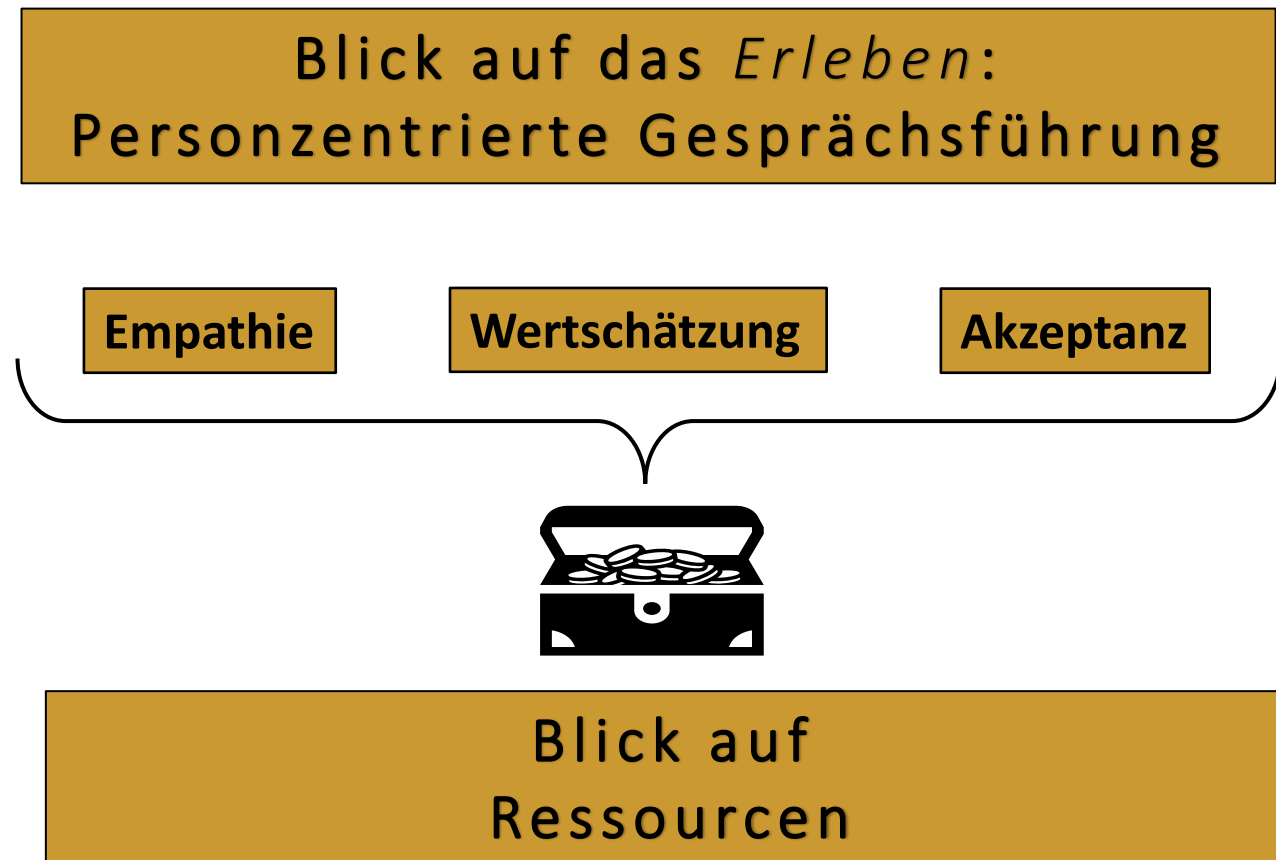 Blick auf das Erleben:
Personzentrierte Gesprächsführung
Empathie
Wertschätzung
Akzeptanz
Blick auf
Ressourcen